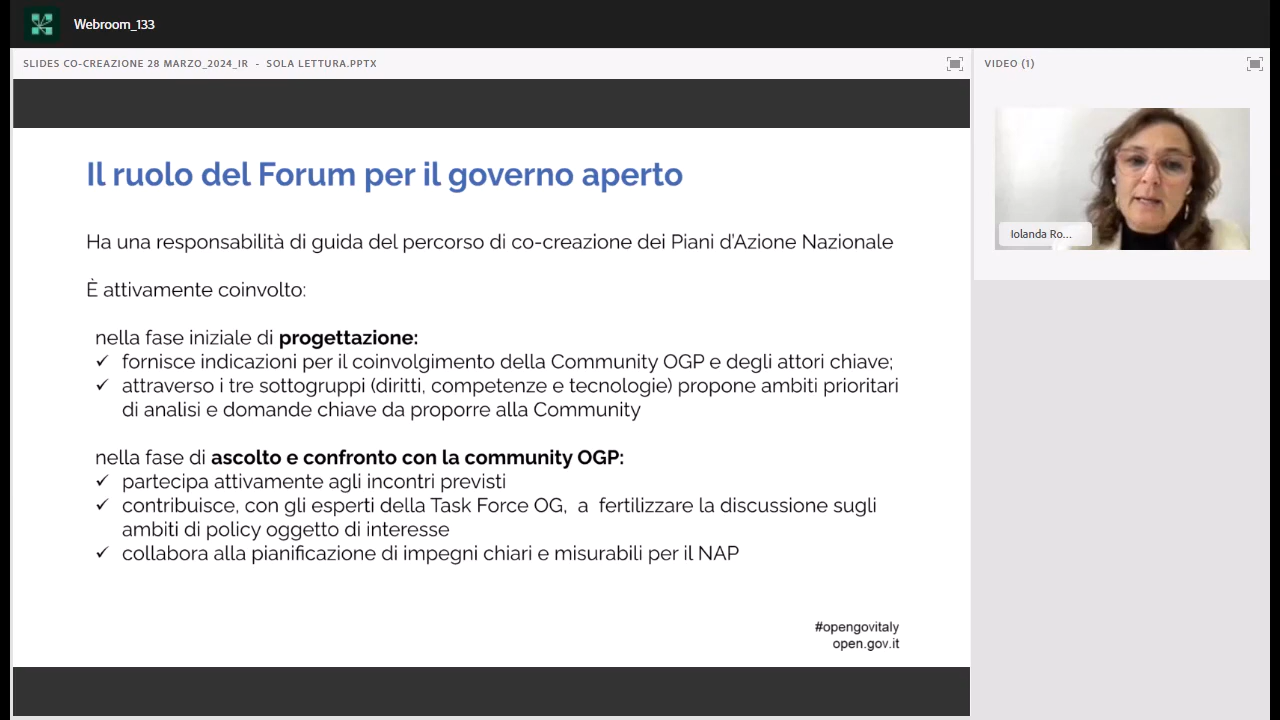 Webroom_133
SLIDES CO-CREAZIONE 28 MARZO_2024_IR - SOLA LETTURA.PPTX
VIDEO (1)
Il ruolo del Forum per il governo aperto
Ha una responsabilità di guida del percorso di co-creazione dei Piani d'Azione Nazionale
È attivamente coinvolto:
nella fase iniziale di progettazione:
✓ fornisce indicazioni per il coinvolgimento della Community OGP e degli attori chiave;
✓ attraverso i tre sottogruppi (diritti, competenze e tecnologie) propone ambiti prioritari
di analisi e domande chiave da proporre alla Community
nella fase di ascolto e confronto con la community OGP:
✓ partecipa attivamente agli incontri previsti
✓ contribuisce, con gli esperti della Task Force OG, a fertilizzare la discussione sugli
ambiti di policy oggetto di interesse
✓ collabora alla pianificazione di impegni chiari e misurabili per il NAP
#opengovitaly
open.gov.it
Iolanda Ro...